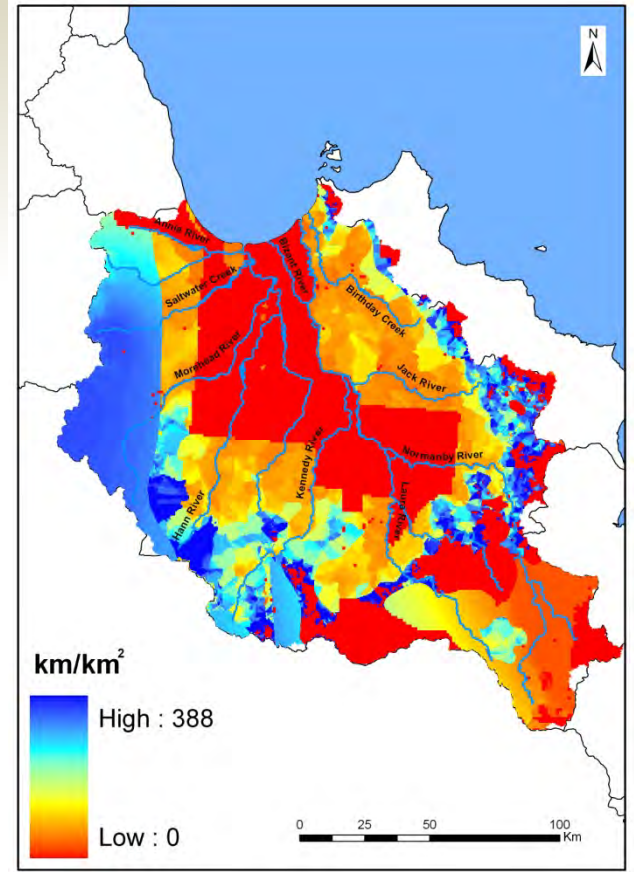 N
Annie River
Bizant River
Saltwater Creek
Birthday Creek
Morehead River
Jack River
Kennedy River
Normanby River
Laura River
Hann River
km/km²
High : 388
Low : 0
0 25 50 100
Km